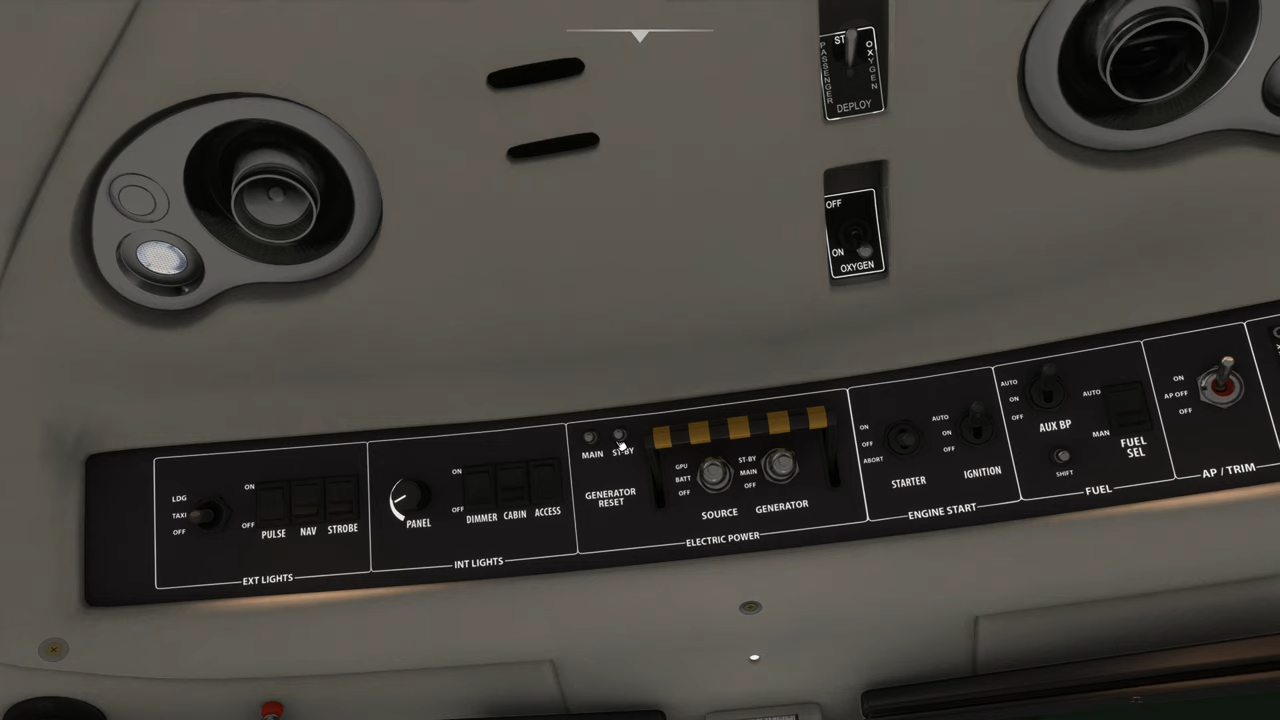 ST
PASSENGER
OXYGEN
DEPLOY
OFF
ON
OXYGEN
LDG
TAXI
OFF
ON
OFF
PULSE NAV STROBE
EXT LIGHTS
PANEL
ON
OFF
DIMMER CABIN ACCESS
INT LIGHTS
MAIN ST-BY
GENERATOR
RESET
GPU
BATT
OFF
SOURCE
ST-BY
MAIN
OFF
GENERATOR
ELECTRIC POWER
ON
OFF
ABORT
STARTER
AUTO
ON
OFF
IGNITION
ENGINE START
AUTO
ON
OFF
AUX BP
SHIFT
AUTO
MAN
FUEL
SEL
FUEL
ON
AP OFF
OFF
AP / TRIM